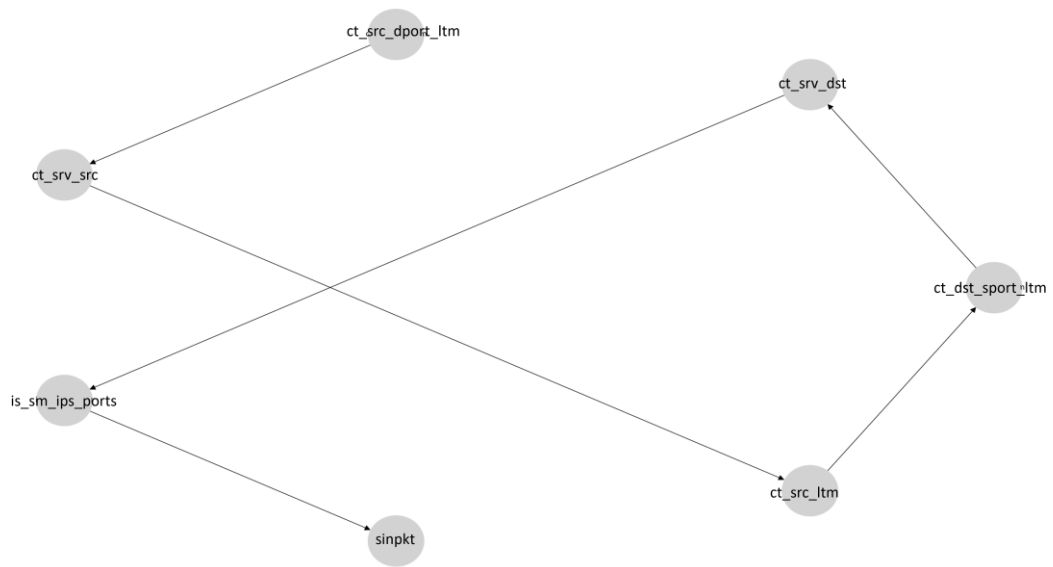 ct_src_dport_ltm
ct_srv_dst
ct_srv_src
ct_dst_sport_ltm
is_sm_ips_ports
ct_src_ltm
sinpkt